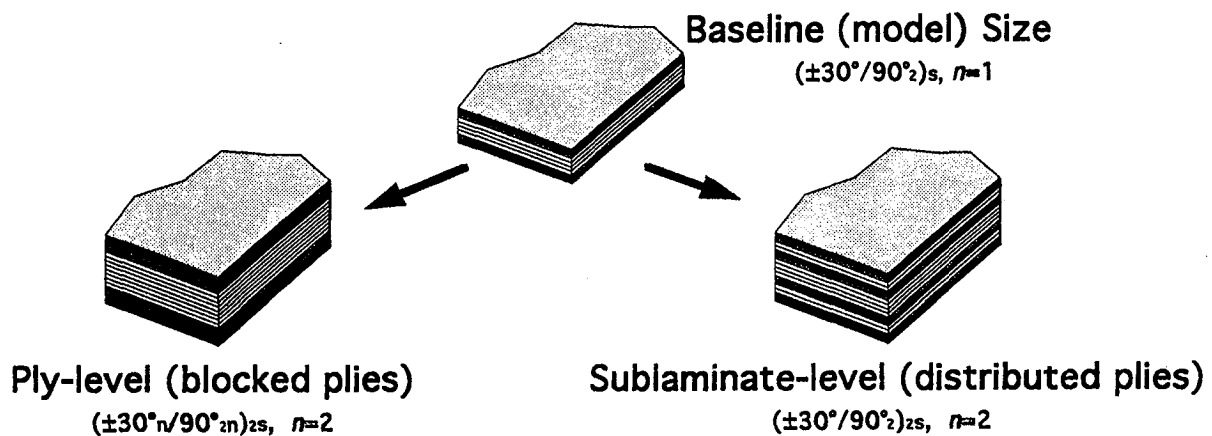 Baseline (model) Size
(±30°/90°₂)s, n=1
Ply-level (blocked plies)
(±30°n/90°₂n)₂s, n=2
Sublaminate-level (distributed plies)
(±30°/90°₂)₂s, n=2